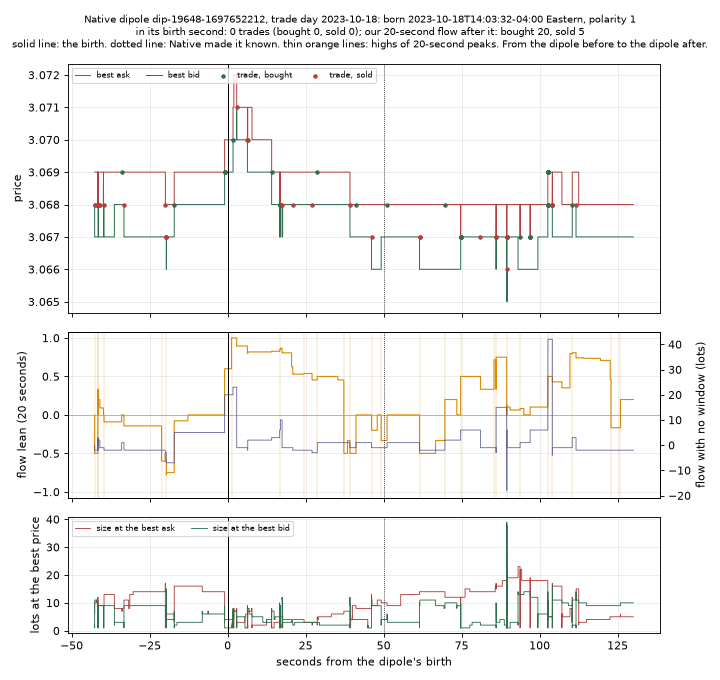 Native dipole dip-19648-1697652212, trade day 2023-10-18: born 2023-10-18T14:03:32-04:00 Eastern, polarity 1
in its birth second: 0 trades (bought 0, sold 0); our 20-second flow after it: bought 20, sold 5
solid line: the birth. dotted line: Native made it known. thin orange lines: highs of 20-second peaks. From the dipole before to the dipole after.
best ask best bid trade, bought trade, sold
3.072
3.071
3.070
3.069
3.068
3.067
3.066
3.065
price
1.0
0.5
0.0
−0.5
−1.0
flow lean (20 seconds)
40
30
20
10
0
−10
−20
flow with no window (lots)
size at the best ask size at the best bid
40
30
20
10
0
lots at the best price
−50 −25 0 25 50 75 100 125
seconds from the dipole's birth